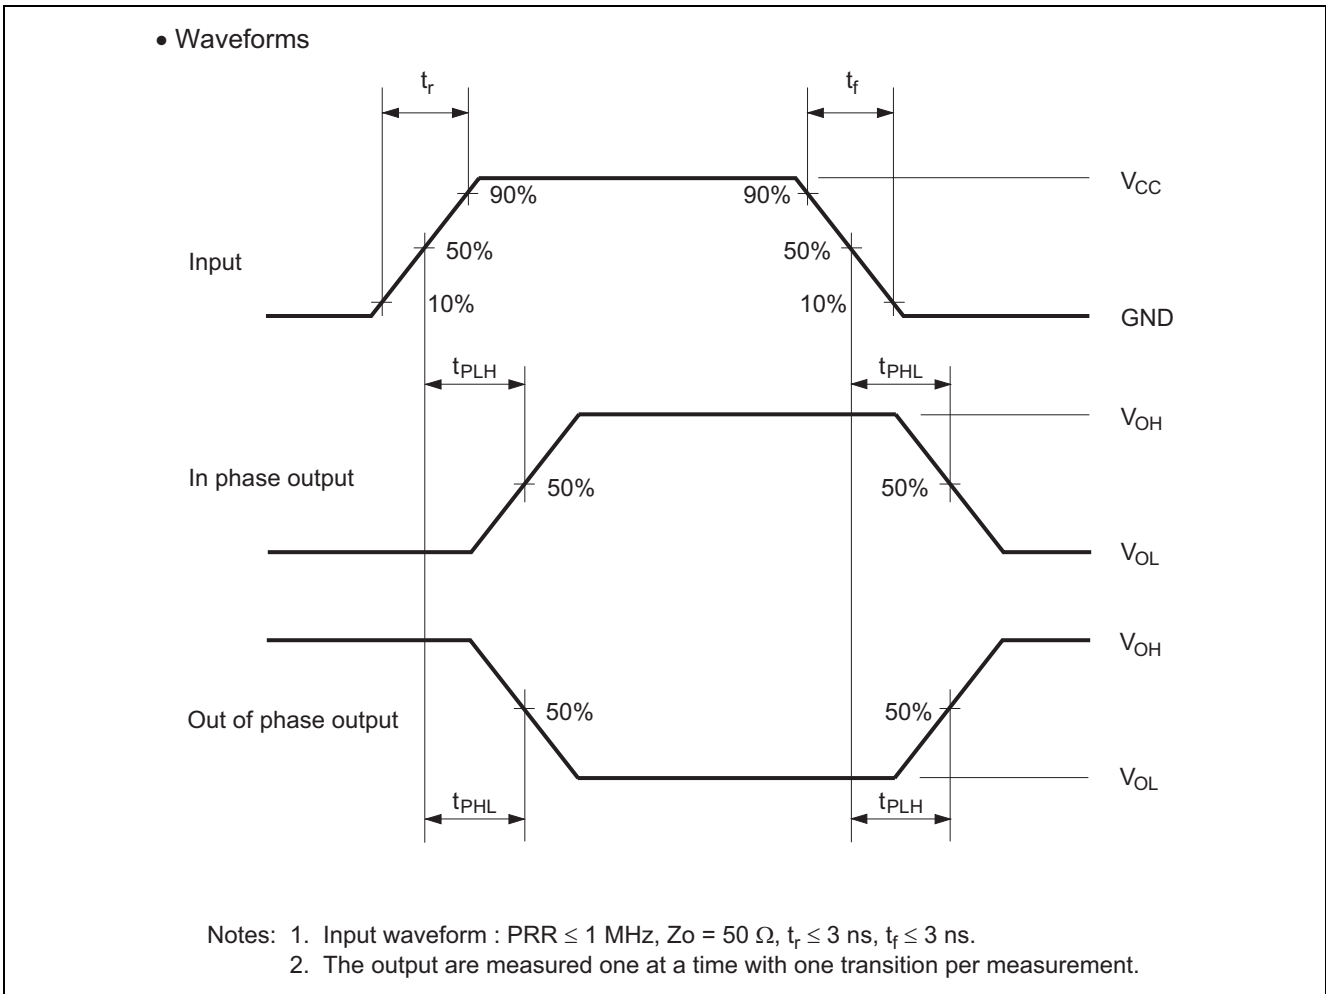 • Waveforms
tr tf
90% 90% VCC
Input 50% 50%
10% 10% GND
tPLH tPHL
VOH
In phase output 50% 50%
VOL
VOH
Out of phase output 50% 50%
VOL
tPHL tPLH
Notes: 1. Input waveform : PRR ≤ 1 MHz, Zo = 50 Ω, tr ≤ 3 ns, tf ≤ 3 ns.
2. The output are measured one at a time with one transition per measurement.